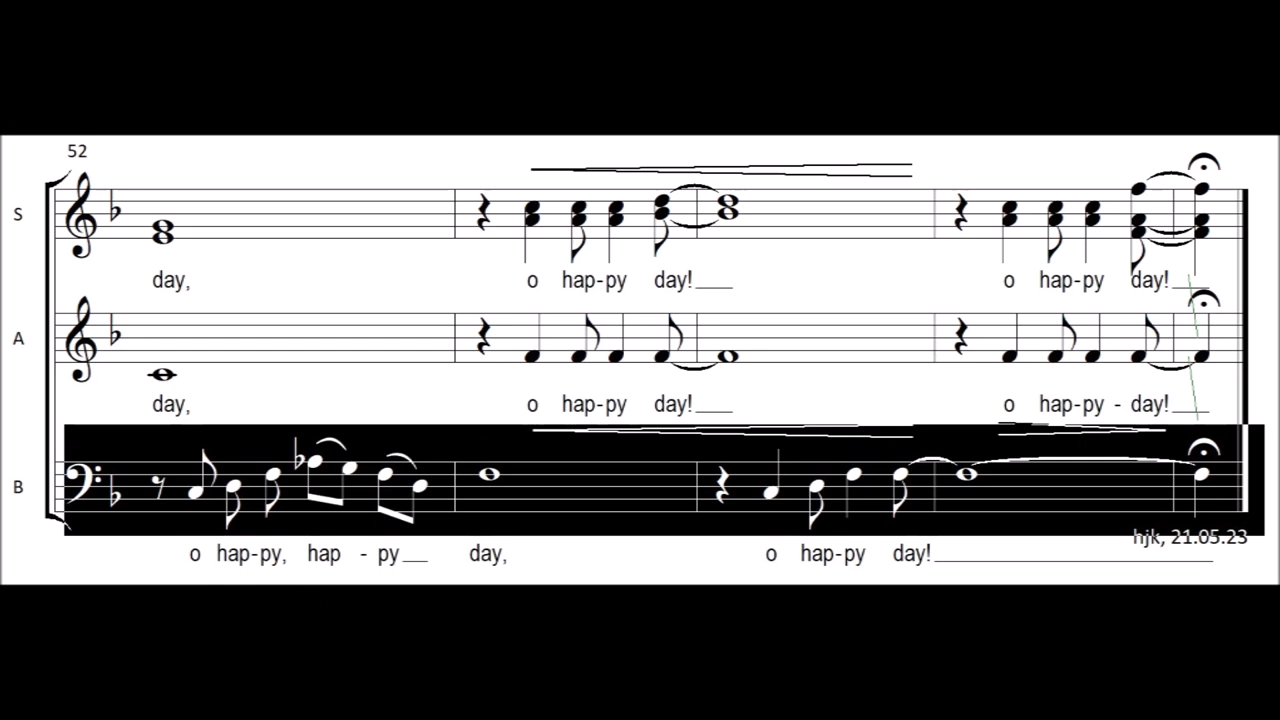 52
S
day, o hap-py day! o hap-py day!
A
day, o hap-py day! o hap-py - day!
B
hjk, 21.05.23
o hap-py, hap - py day, o hap-py day!